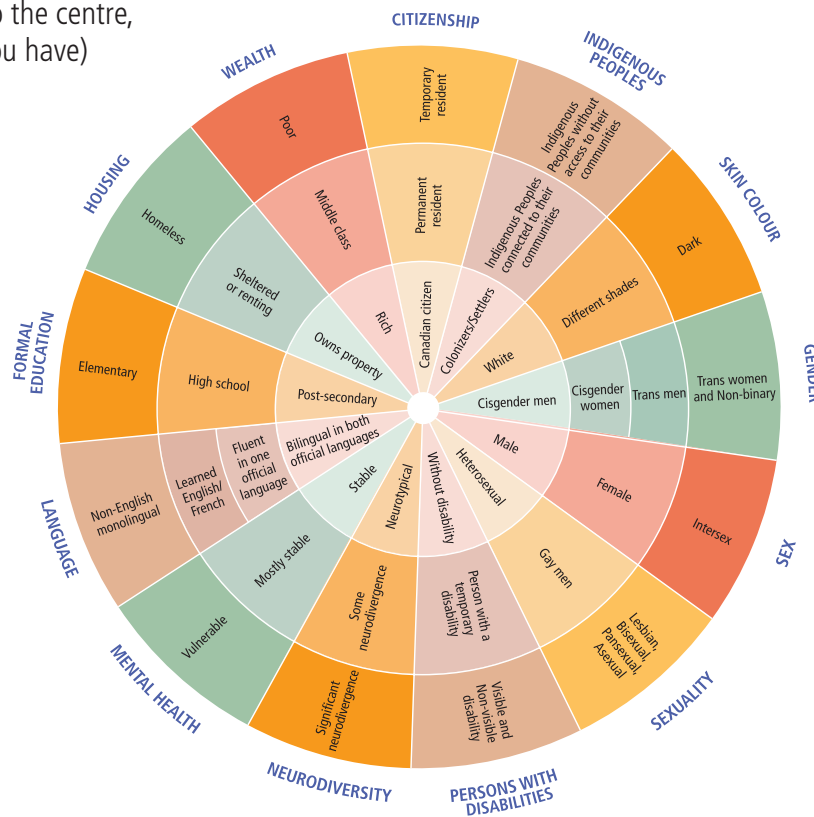 the centre,
ou have)
CITIZENSHIP
Temporary
resident
Permanent
resident
Canadian citizen
INDIGENOUS
PEOPLES
Indigenous
Peoples without
access to their
communities
Indigenous Peoples
connected to their
communities
Colonizers/Settlers
SKIN COLOUR
Dark
Different shades
White
GENDER
Trans women
and Non-binary
Trans men
Cisgender
women
Cisgender men
SEX
Intersex
Female
Male
SEXUALITY
Lesbian,
Bisexual,
Pansexual,
Asexual
Gay men
Heterosexual
PERSONS WITH
DISABILITIES
Visible and
Non-visible
disability
Person with a
temporary
disability
Without disability
NEURODIVERSITY
Significant
neurodivergence
Some
neurodivergence
Neurotypical
MENTAL HEALTH
Vulnerable
Mostly stable
Stable
LANGUAGE
Non-English
monolingual
Learned
English/
French
Fluent
in one
official
language
Bilingual in both
official languages
FORMAL
EDUCATION
Elementary
High school
Post-secondary
HOUSING
Homeless
Sheltered
or renting
Owns property
WEALTH
Poor
Middle class
Rich